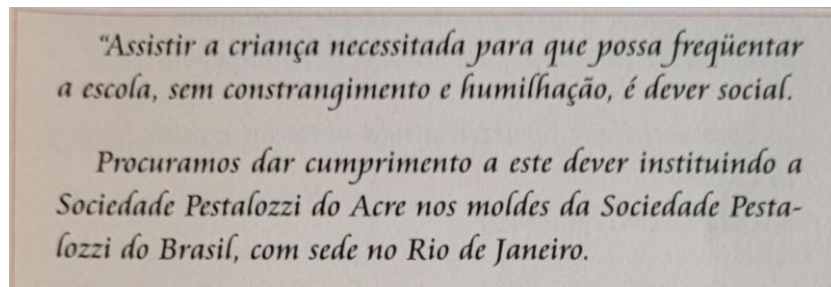 "Assistir a criança necessitada para que possa freqüentar
a escola, sem constrangimento e humilhação, é dever social.
Procuramos dar cumprimento a este dever instituindo a
Sociedade Pestalozzi do Acre nos moldes da Sociedade Pesta-
lozzi do Brasil, com sede no Rio de Janeiro.